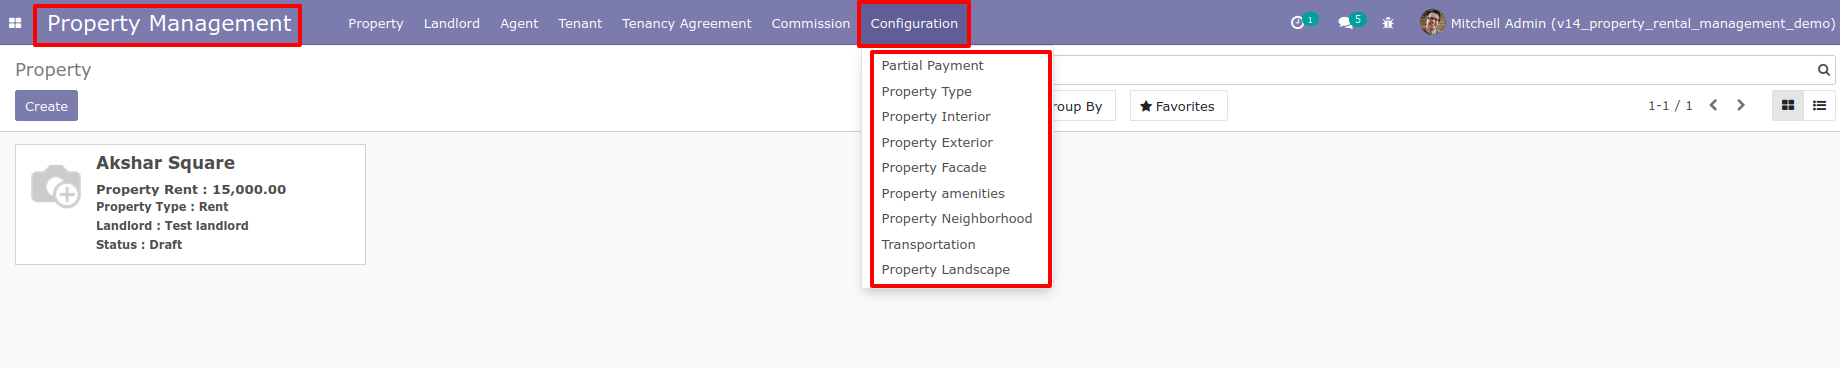 Property Management Property Landlord Agent Tenant Tenancy Agreement Commission Configuration 1 5 Mitchell Admin (v14_property_rental_management_demo)
Property
Create
Partial Payment
Property Type
Property Interior
Property Exterior
Property Facade
Property amenities
Property Neighborhood
Transportation
Property Landscape
roup By Favorites 1-1 / 1
Akshar Square
Property Rent : 15,000.00
Property Type : Rent
Landlord : Test landlord
Status : Draft